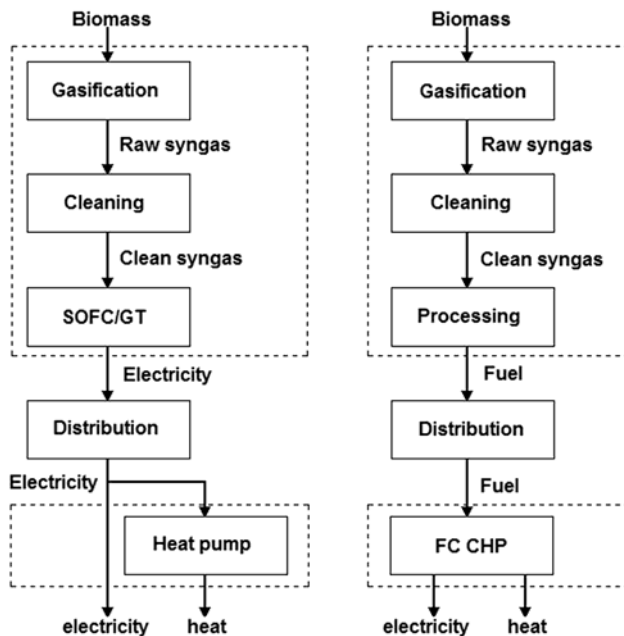 Biomass
Gasification
Raw syngas
Cleaning
Clean syngas
SOFC/GT
Electricity
Distribution
Electricity
Heat pump
electricity
heat
Biomass
Gasification
Raw syngas
Cleaning
Clean syngas
Processing
Fuel
Distribution
Fuel
FC CHP
electricity
heat